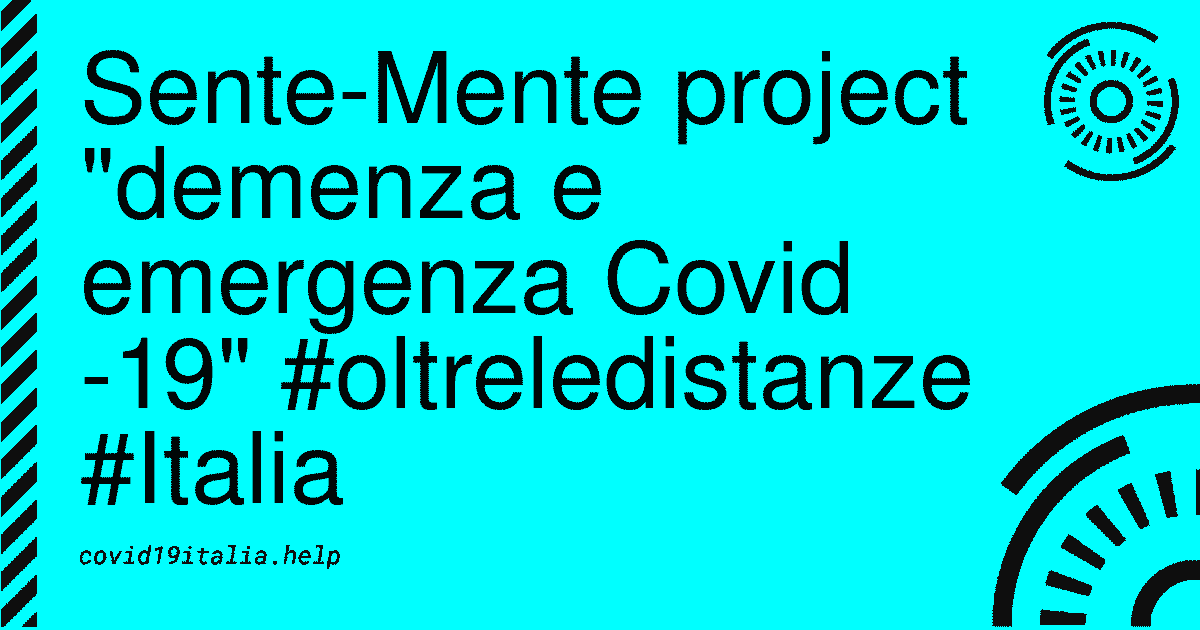 Sente-Mente project
"demenza e
emergenza Covid
-19" #oltreledistanze
#Italia
covid19italia.help